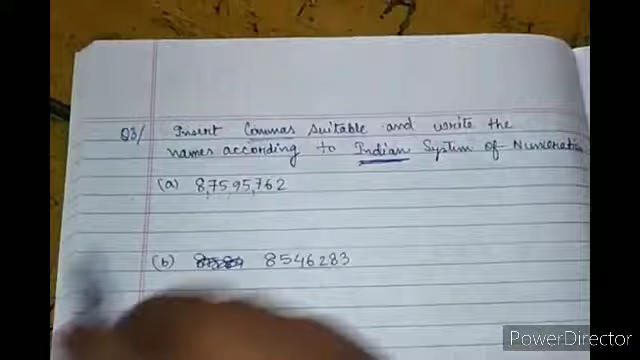 Q3/ Insert Commas suitable and write the
names according to Indian System of Numeration
(a) 8,75,95,762
(b) 8546283
PowerDirector